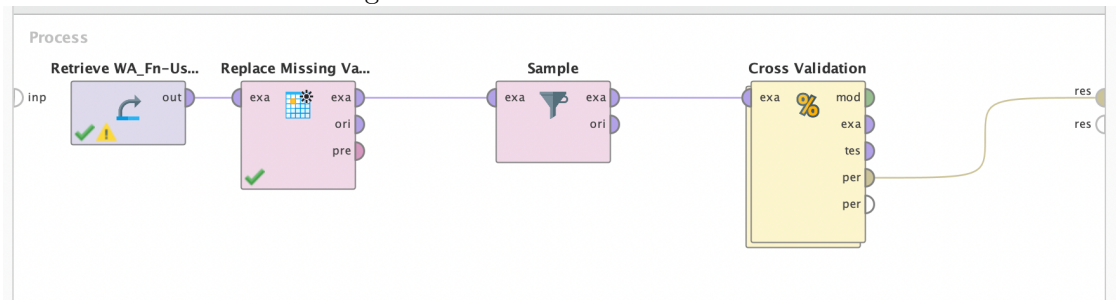 Process
Retrieve WA_Fn-Us...
Replace Missing Va...
Sample
Cross Validation
inp
out
exa
exa
ori
pre
exa
exa
ori
exa
mod
exa
tes
per
per
res
res